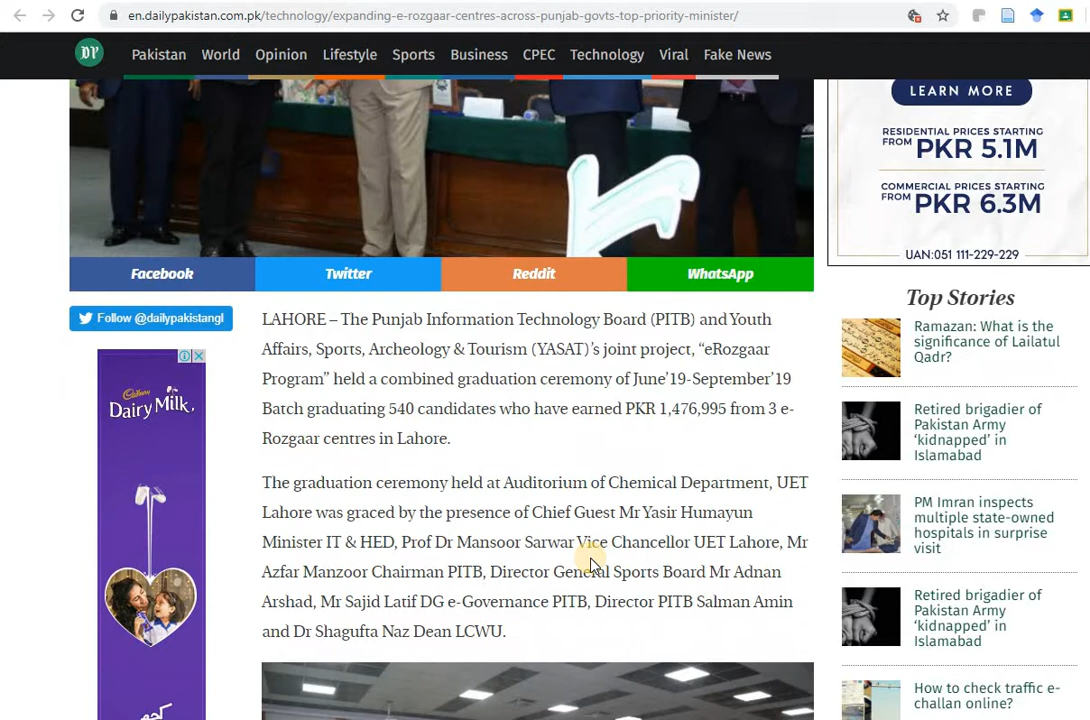 en.dailypakistan.com.pk/technology/expanding-e-rozgaar-centres-across-punjab-govts-top-priority-minister/
DP
Pakistan World Opinion Lifestyle Sports Business CPEC Technology Viral Fake News
LEARN MORE
RESIDENTIAL PRICES STARTING
FROM PKR 5.1M
COMMERCIAL PRICES STARTING
FROM PKR 6.3M
UAN:051 111-229-229
Facebook Twitter Reddit WhatsApp
Follow @dailypakistangl
Cadbury
Dairy Milk
LAHORE – The Punjab Information Technology Board (PITB) and Youth
Affairs, Sports, Archeology & Tourism (YASAT)’s joint project, “eRozgaar
Program” held a combined graduation ceremony of June’19-September’19
Batch graduating 540 candidates who have earned PKR 1,476,995 from 3 e-
Rozgaar centres in Lahore.
The graduation ceremony held at Auditorium of Chemical Department, UET
Lahore was graced by the presence of Chief Guest Mr Yasir Humayun
Minister IT & HED, Prof Dr Mansoor Sarwar Vice Chancellor UET Lahore, Mr
Azfar Manzoor Chairman PITB, Director General Sports Board Mr Adnan
Arshad, Mr Sajid Latif DG e-Governance PITB, Director PITB Salman Amin
and Dr Shagufta Naz Dean LCWU.
Top Stories
Ramazan: What is the
significance of Lailatul
Qadr?
Retired brigadier of
Pakistan Army
‘kidnapped’ in
Islamabad
PM Imran inspects
multiple state-owned
hospitals in surprise
visit
Retired brigadier of
Pakistan Army
‘kidnapped’ in
Islamabad
How to check traffic e-
challan online?